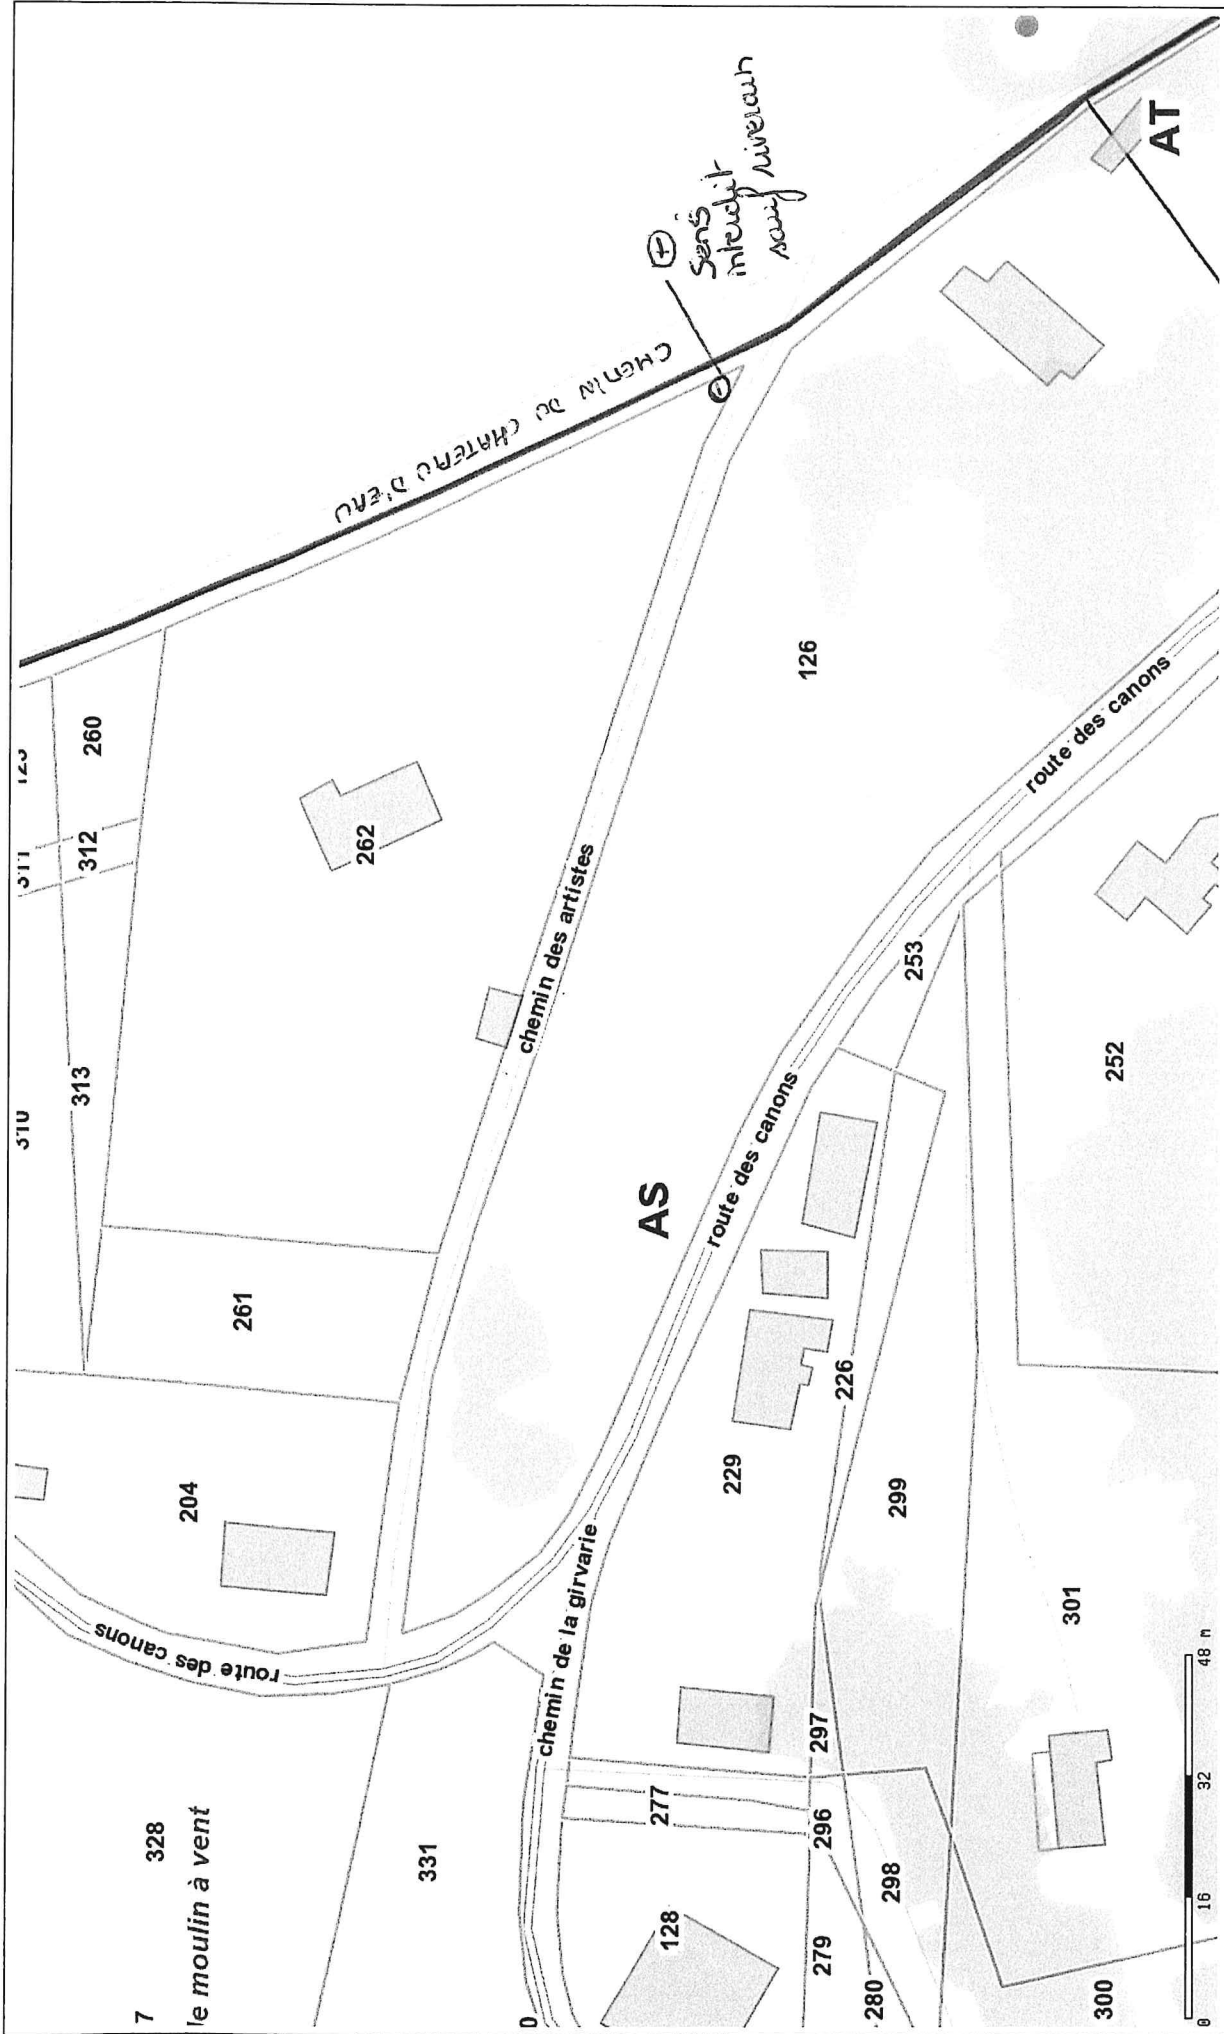 7
328
le moulin à vent
331
204
261
313
312
260
262
CHEMIN DU CHATEAU D'EAU
⊕
Sens
interdit
sauf riverain
route des canons
chemin des artistes
126
AS
AT
route des canons
route des canons
chemin de la girvarie
253
252
229
226
299
301
277
297
296
298
128
279
280
300
0
0 16 32 48 m